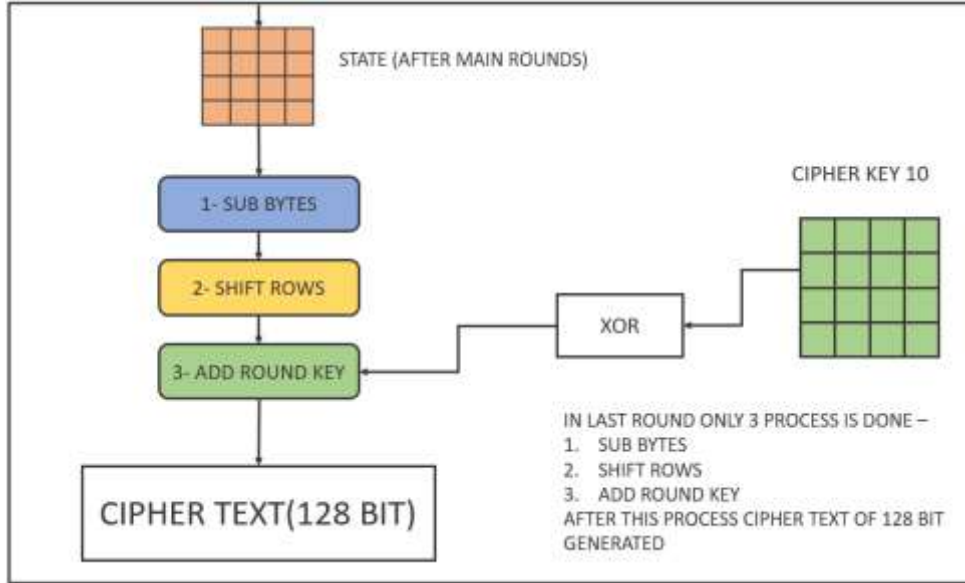 STATE (AFTER MAIN ROUNDS)
CIPHER KEY 10
1- SUB BYTES
2- SHIFT ROWS
XOR
3- ADD ROUND KEY
IN LAST ROUND ONLY 3 PROCESS IS DONE –
1. SUB BYTES
2. SHIFT ROWS
3. ADD ROUND KEY
AFTER THIS PROCESS CIPHER TEXT OF 128 BIT
GENERATED
CIPHER TEXT(128 BIT)